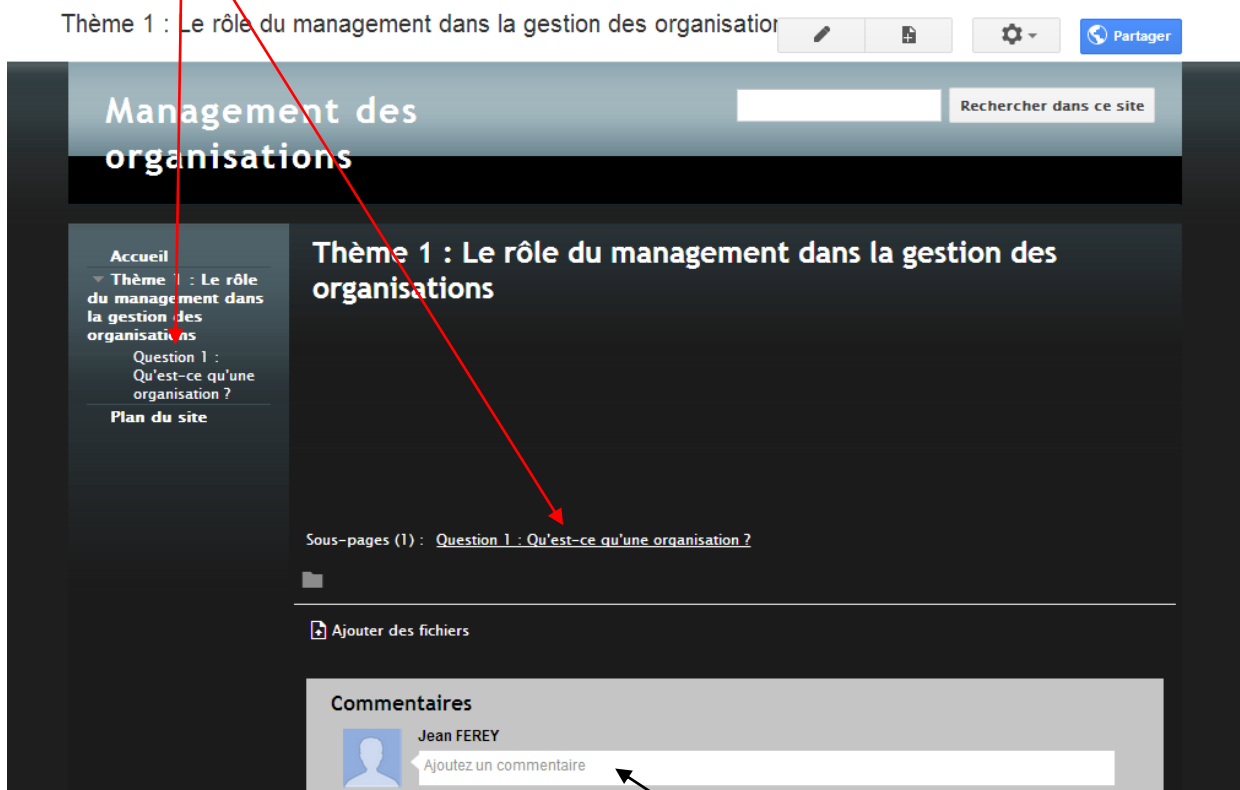 Thème 1 : Le rôle du management dans la gestion des organisation
Partager
Management des
organisations
Rechercher dans ce site
Accueil
Thème 1 : Le rôle
du management dans
la gestion des
organisations
Question 1 :
Qu'est-ce qu'une
organisation ?
Plan du site
Thème 1 : Le rôle du management dans la gestion des
organisations
Sous-pages (1) : Question 1 : Qu'est-ce qu'une organisation ?
Ajouter des fichiers
Commentaires
Jean FEREY
Ajoutez un commentaire